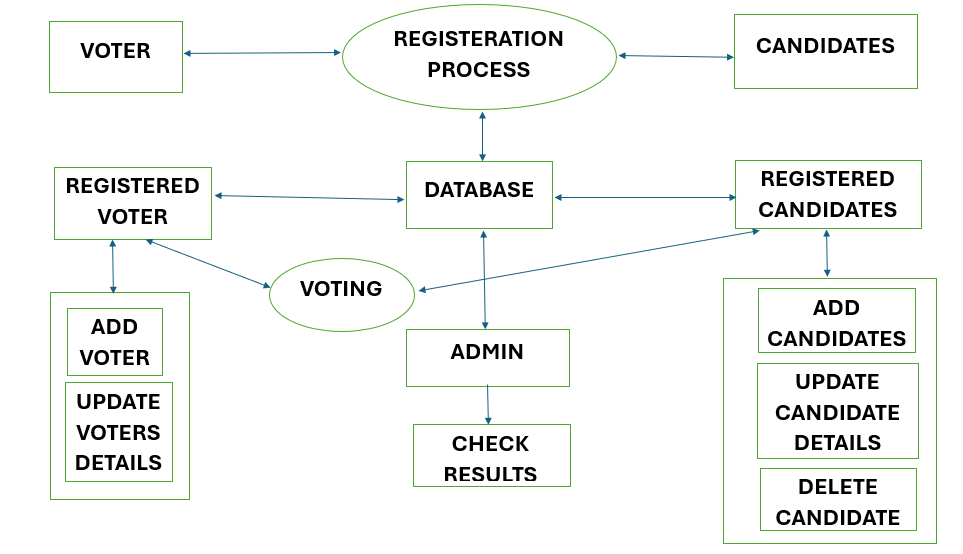 VOTER
REGISTERATION
PROCESS
CANDIDATES
REGISTERED
VOTER
DATABASE
REGISTERED
CANDIDATES
VOTING
ADD
VOTER
UPDATE
VOTERS
DETAILS
ADMIN
CHECK
RESULTS
ADD
CANDIDATES
UPDATE
CANDIDATE
DETAILS
DELETE
CANDIDATE